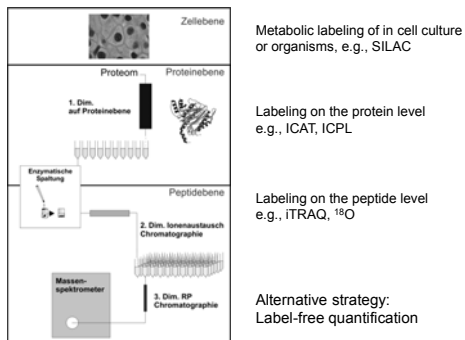 Zellebene
Metabolic labeling of in cell culture
or organisms, e.g., SILAC
Proteom
Proteinebene
1. Dim.
auf Proteinebene
Labeling on the protein level
e.g., ICAT, ICPL
Enzymatische
Spaltung
Peptidebene
Labeling on the peptide level
e.g., iTRAQ, ¹⁸O
2. Dim. Ionenaustausch
Chromatographie
Massen-
spektrometer
3. Dim. RP
Chromatographie
Alternative strategy:
Label-free quantification